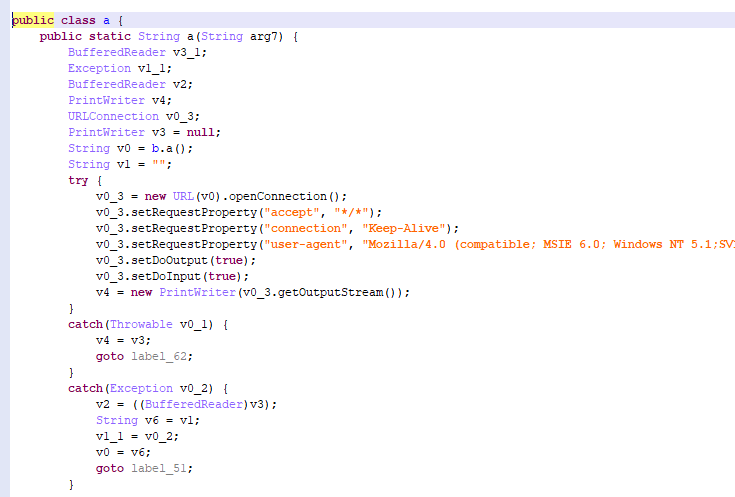 public class a {
    public static String a(String arg7) {
        BufferedReader v3_1;
        Exception v1_1;
        BufferedReader v2;
        PrintWriter v4;
        URLConnection v0_3;
        PrintWriter v3 = null;
        String v0 = b.a();
        String v1 = "";
        try {
            v0_3 = new URL(v0).openConnection();
            v0_3.setRequestProperty("accept", "*/*");
            v0_3.setRequestProperty("connection", "Keep-Alive");
            v0_3.setRequestProperty("user-agent", "Mozilla/4.0 (compatible; MSIE 6.0; Windows NT 5.1;SV
            v0_3.setDoOutput(true);
            v0_3.setDoInput(true);
            v4 = new PrintWriter(v0_3.getOutputStream());
        }
        catch(Throwable v0_1) {
            v4 = v3;
            goto label_62;
        }
        catch(Exception v0_2) {
            v2 = ((BufferedReader)v3);
            String v6 = v1;
            v1_1 = v0_2;
            v0 = v6;
            goto label_51;
        }